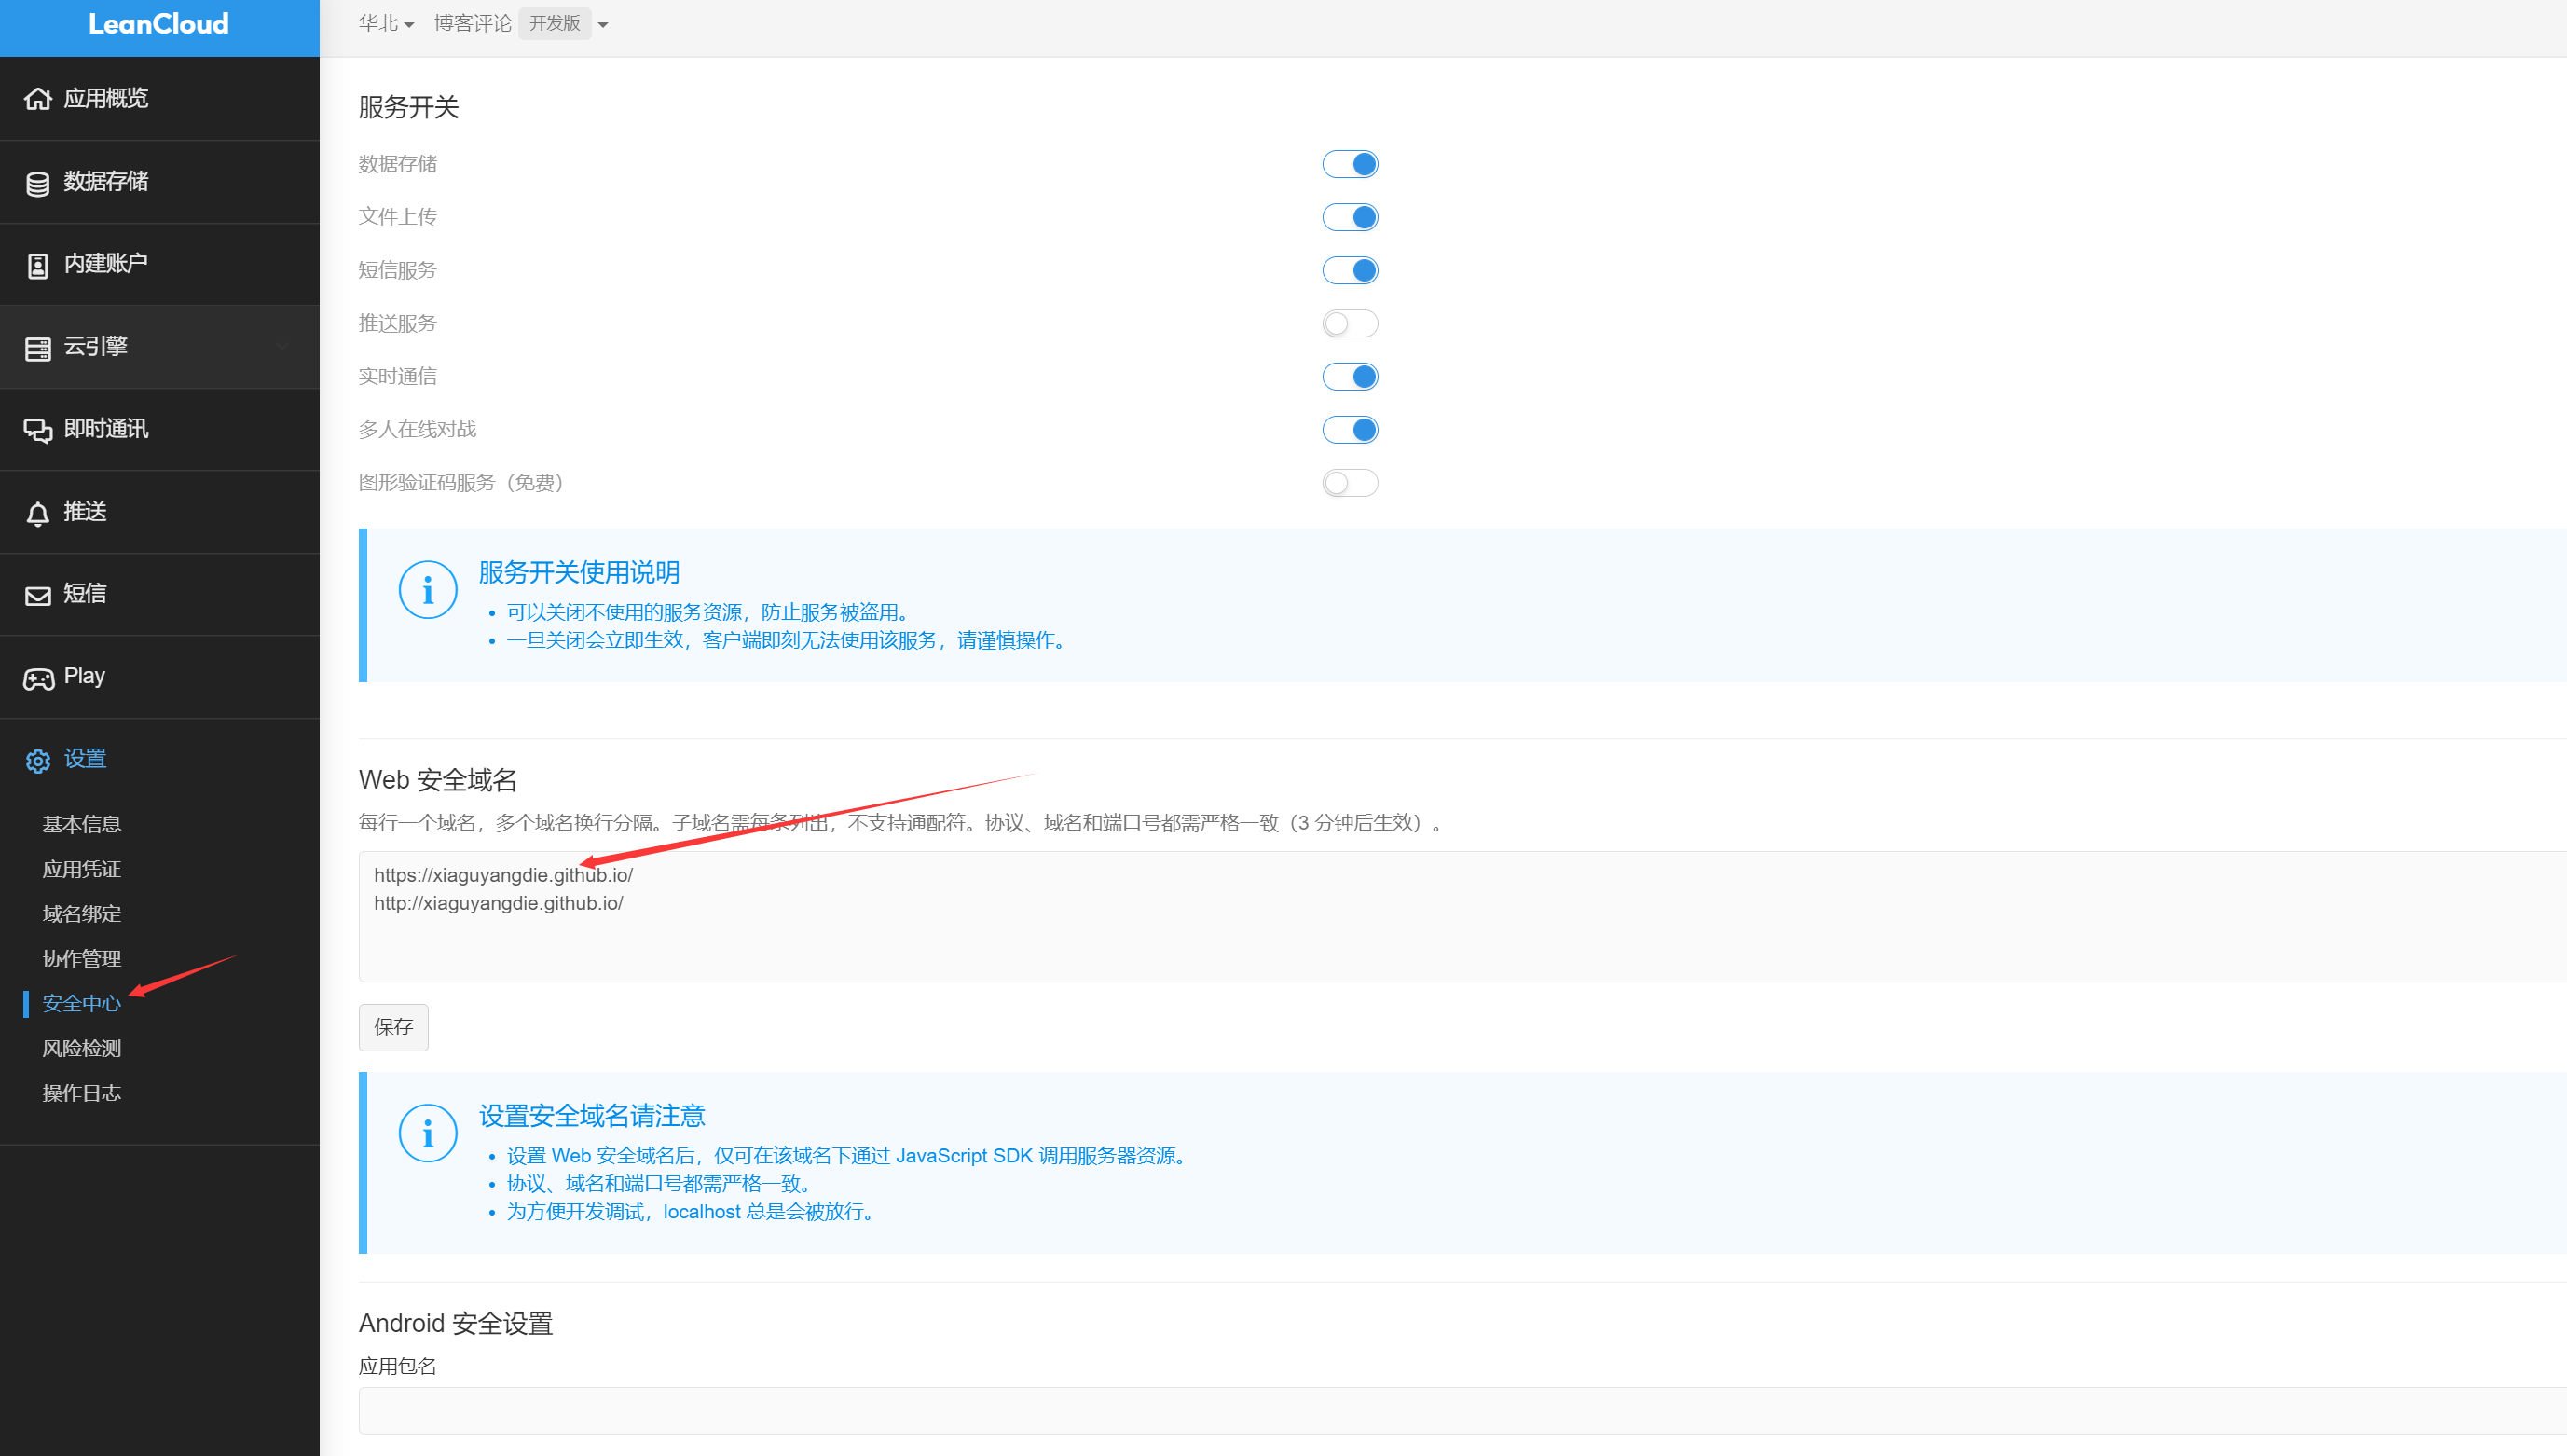 LeanCloud
华北
博客评论
开发版
应用概览
数据存储
内建账户
云引擎
即时通讯
推送
短信
Play
设置
基本信息
应用凭证
域名绑定
协作管理
安全中心
风险检测
操作日志
服务开关
数据存储
文件上传
短信服务
推送服务
实时通信
多人在线对战
图形验证码服务（免费）
服务开关使用说明
可以关闭不使用的服务资源，防止服务被盗用。
一旦关闭会立即生效，客户端即刻无法使用该服务，请谨慎操作。
Web 安全域名
每行一个域名，多个域名换行分隔。子域名需每条列出，不支持通配符。协议、域名和端口号都需严格一致（3 分钟后生效）。
https://xiaguyangdie.github.io/
http://xiaguyangdie.github.io/
保存
设置安全域名请注意
设置 Web 安全域名后，仅可在该域名下通过 JavaScript SDK 调用服务器资源。
协议、域名和端口号都需严格一致。
为方便开发调试，localhost 总是会被放行。
Android 安全设置
应用包名